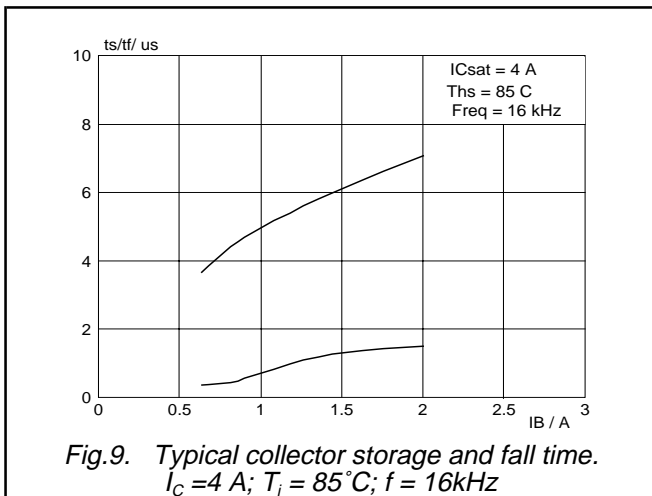 ts/tf/ us
10
8
6
4
2
0
ICsat = 4 A
Ths = 85 C
Freq = 16 kHz
0 0.5 1 1.5 2 2.5 3
IB / A
Fig.9. Typical collector storage and fall time.
IC =4 A; Tj = 85˚C; f = 16kHz